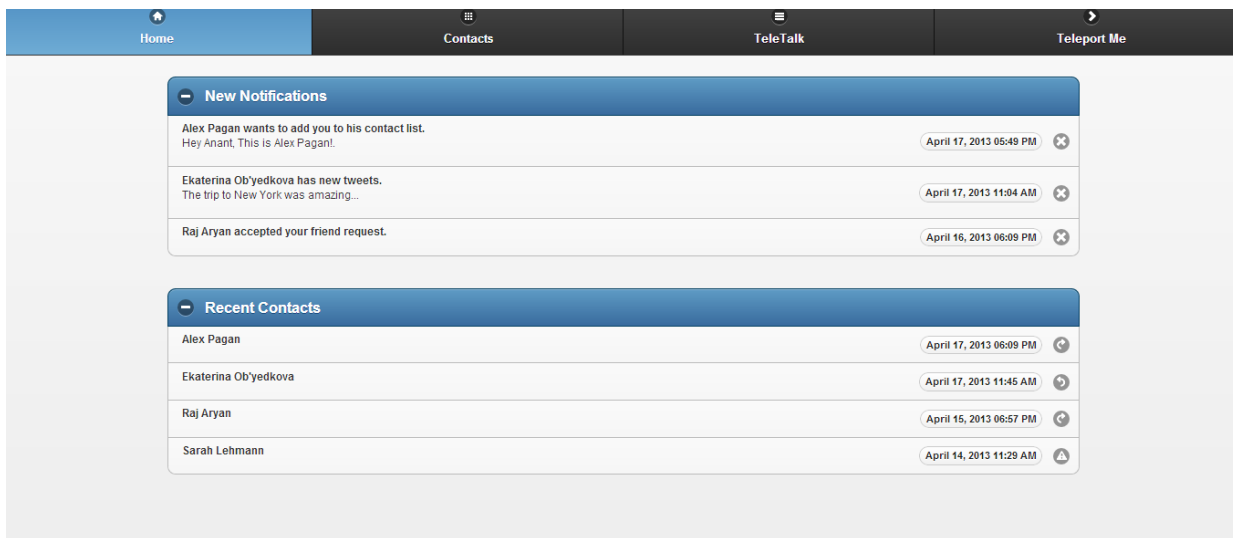 Home
Contacts
TeleTalk
Teleport Me
New Notifications
Alex Pagan wants to add you to his contact list.
Hey Anant, This is Alex Pagan!.
April 17, 2013 05:49 PM
Ekaterina Ob'yedkova has new tweets.
The trip to New York was amazing...
April 17, 2013 11:04 AM
Raj Aryan accepted your friend request.
April 16, 2013 06:09 PM
Recent Contacts
Alex Pagan
April 17, 2013 06:09 PM
Ekaterina Ob'yedkova
April 17, 2013 11:45 AM
Raj Aryan
April 15, 2013 06:57 PM
Sarah Lehmann
April 14, 2013 11:29 AM